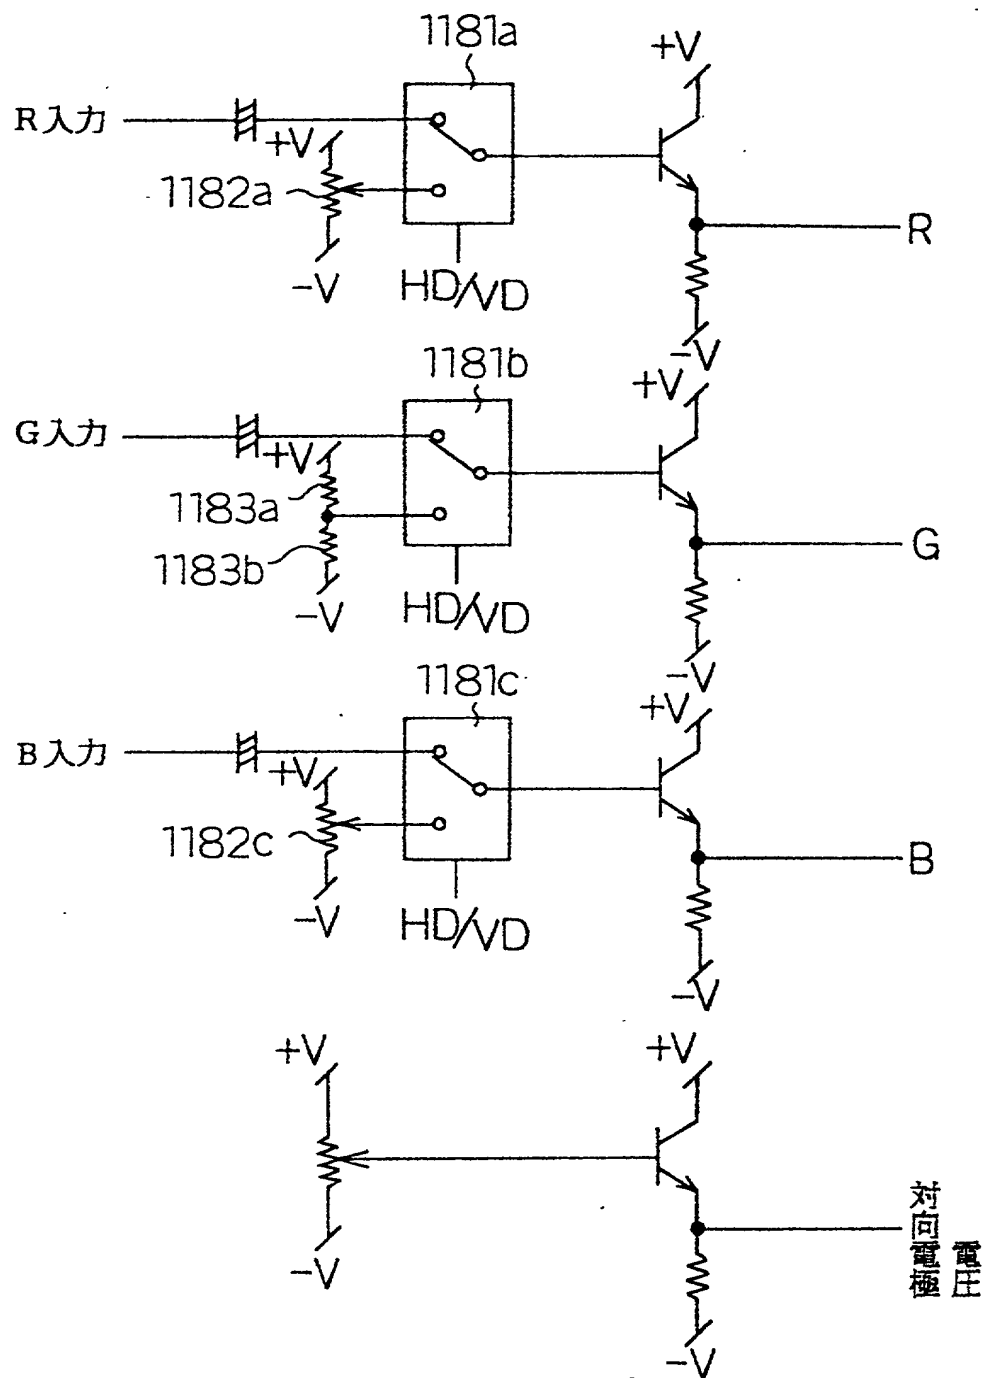 1181a
+V
R入力
+V
1182a
R
-V
HD/VD
-V
1181b
+V
G入力
+V
1183a
G
1183b
-V
HD/VD
-V
1181c
+V
B入力
+V
1182c
B
-V
HD/VD
-V
+V
+V
対向電極
電圧
-V
-V